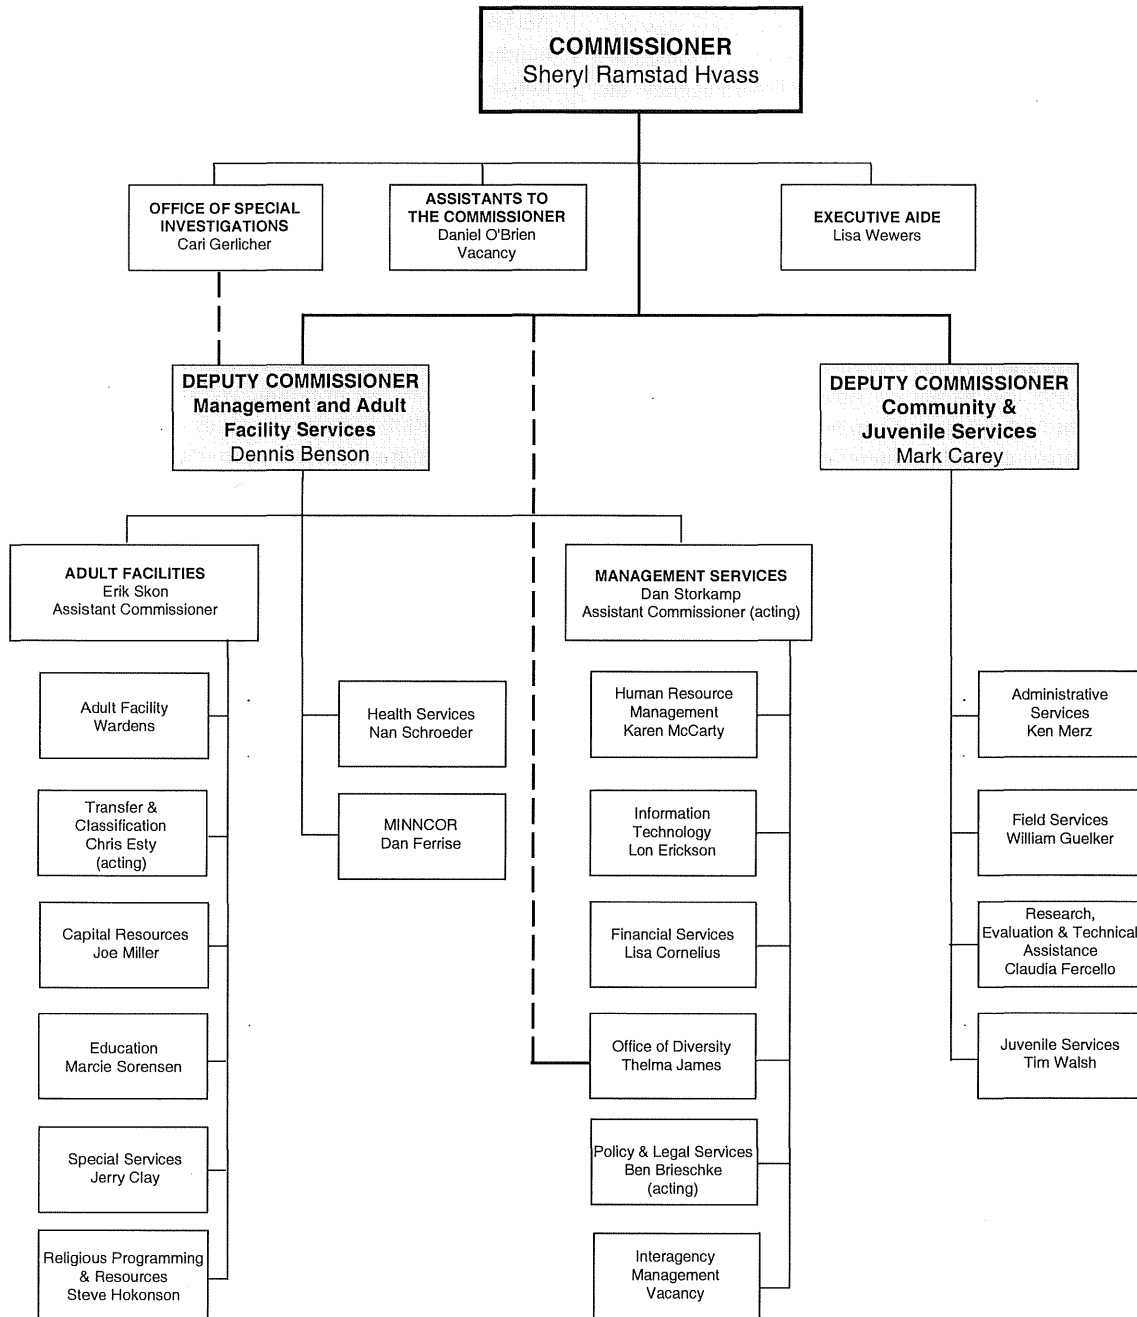 COMMISSIONER
Sheryl Ramstad Hvass
OFFICE OF SPECIAL
INVESTIGATIONS
Cari Gerlicher
ASSISTANTS TO
THE COMMISSIONER
Daniel O'Brien
Vacancy
EXECUTIVE AIDE
Lisa Wewers
DEPUTY COMMISSIONER
Management and Adult
Facility Services
Dennis Benson
DEPUTY COMMISSIONER
Community &
Juvenile Services
Mark Carey
ADULT FACILITIES
Erik Skon
Assistant Commissioner
MANAGEMENT SERVICES
Dan Storkamp
Assistant Commissioner (acting)
Adult Facility
Wardens
Transfer &
Classification
Chris Esty
(acting)
Capital Resources
Joe Miller
Education
Marcie Sorensen
Special Services
Jerry Clay
Religious Programming
& Resources
Steve Hokonson
Health Services
Nan Schroeder
MINNCOR
Dan Ferrise
Human Resource
Management
Karen McCarty
Information
Technology
Lon Erickson
Financial Services
Lisa Cornelius
Office of Diversity
Thelma James
Policy & Legal Services
Ben Brieschke
(acting)
Interagency
Management
Vacancy
Administrative
Services
Ken Merz
Field Services
William Guelker
Research,
Evaluation & Technical
Assistance
Claudia Fercello
Juvenile Services
Tim Walsh